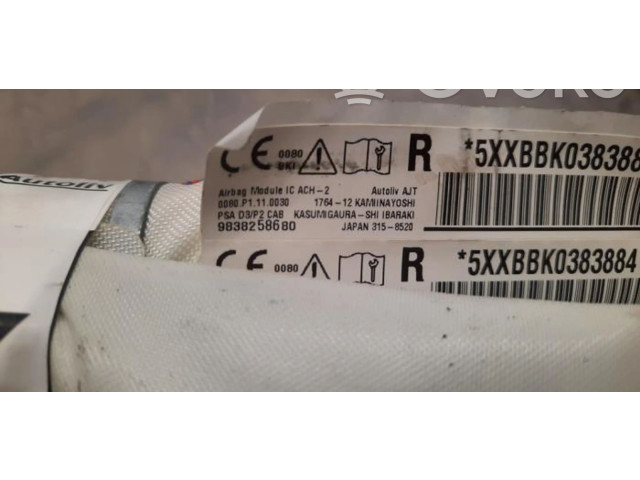 Autoliv
CE 0080 SKI R *5XXBBK0383884
Airbag Module IC ACH-2 Autoliv AJT
0080.P1.11.0030 1764-12 KAMIINAYOSHI
PSA D3/P2 CAB KASUMIGAURA-SHI IBARAKI
9838258680 JAPAN 315-8520
CE 0080 R *5XXBBK0383884